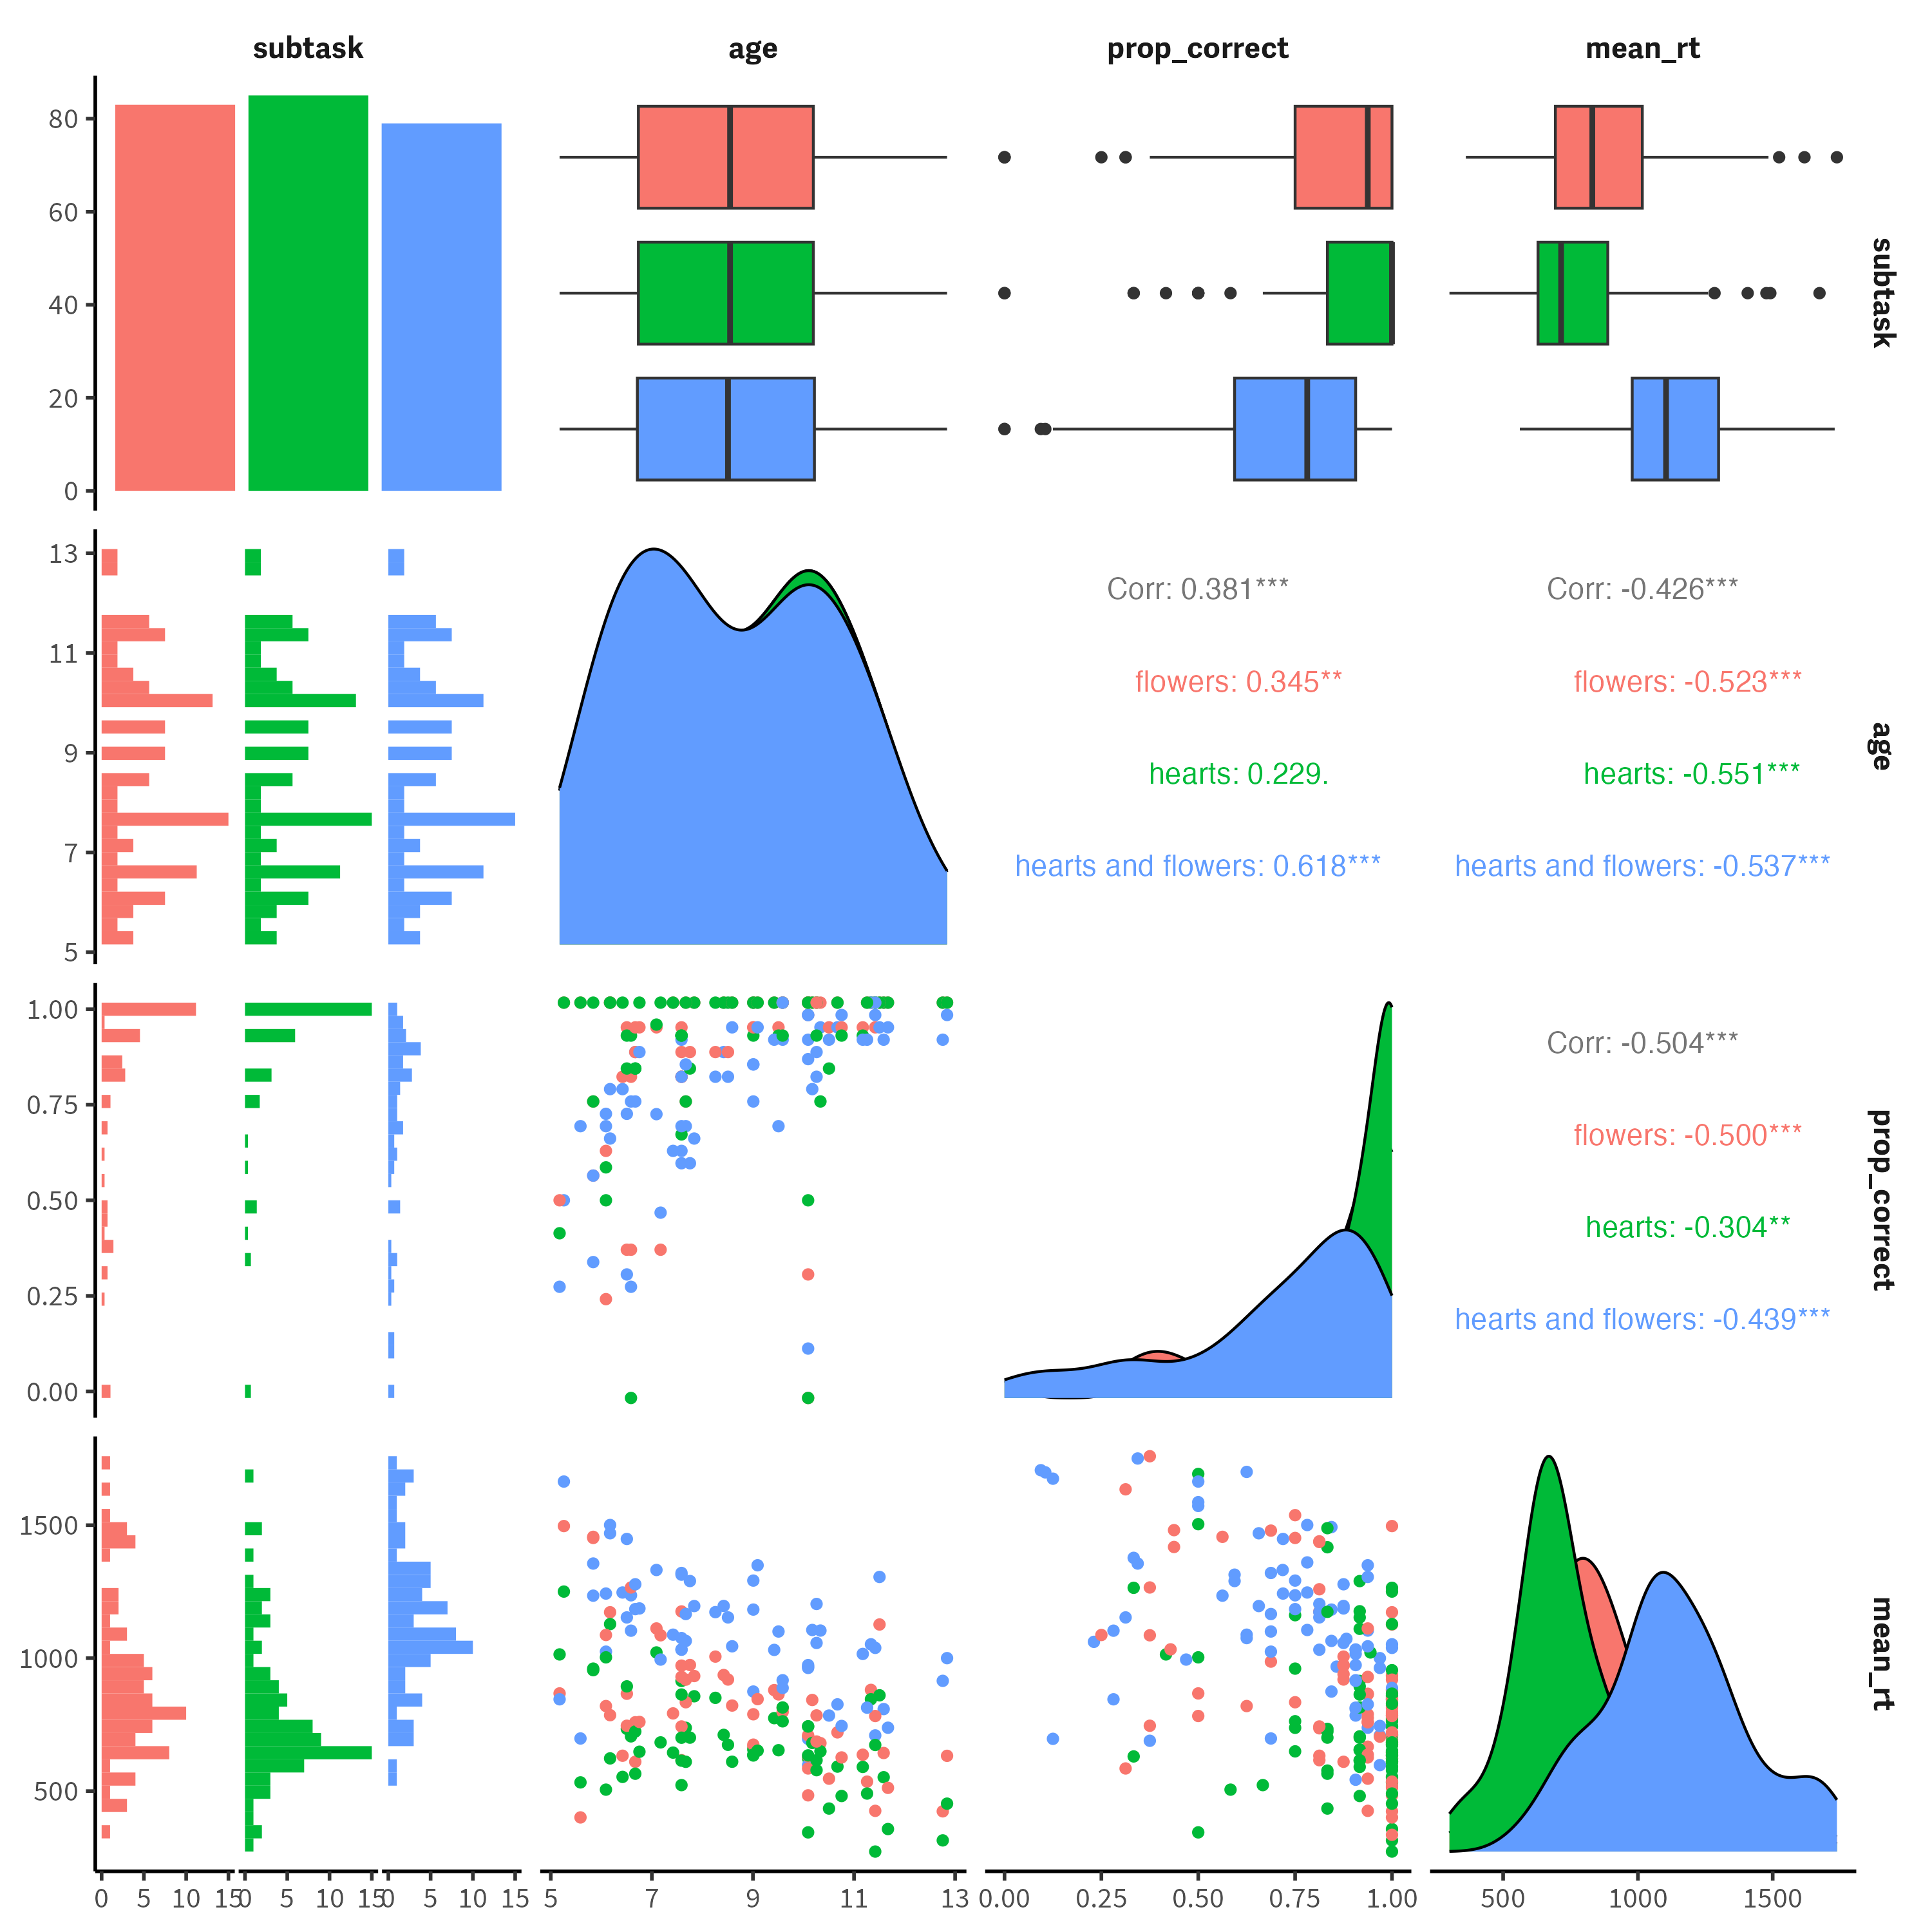 subtask age prop_correct mean_rt
80
60
40
20
0
subtask
13
11
9
7
5
Corr: 0.381***
flowers: 0.345**
hearts: 0.229.
hearts and flowers: 0.618***
Corr: -0.426***
flowers: -0.523***
hearts: -0.551***
hearts and flowers: -0.537***
age
1.00
0.75
0.50
0.25
0.00
Corr: -0.504***
flowers: -0.500***
hearts: -0.304**
hearts and flowers: -0.439***
prop_correct
1500
1000
500
mean_rt
0 5 10 15 0 5 10 15 0 5 10 15 5 7 9 11 13 0.00 0.25 0.50 0.75 1.00 500 1000 1500